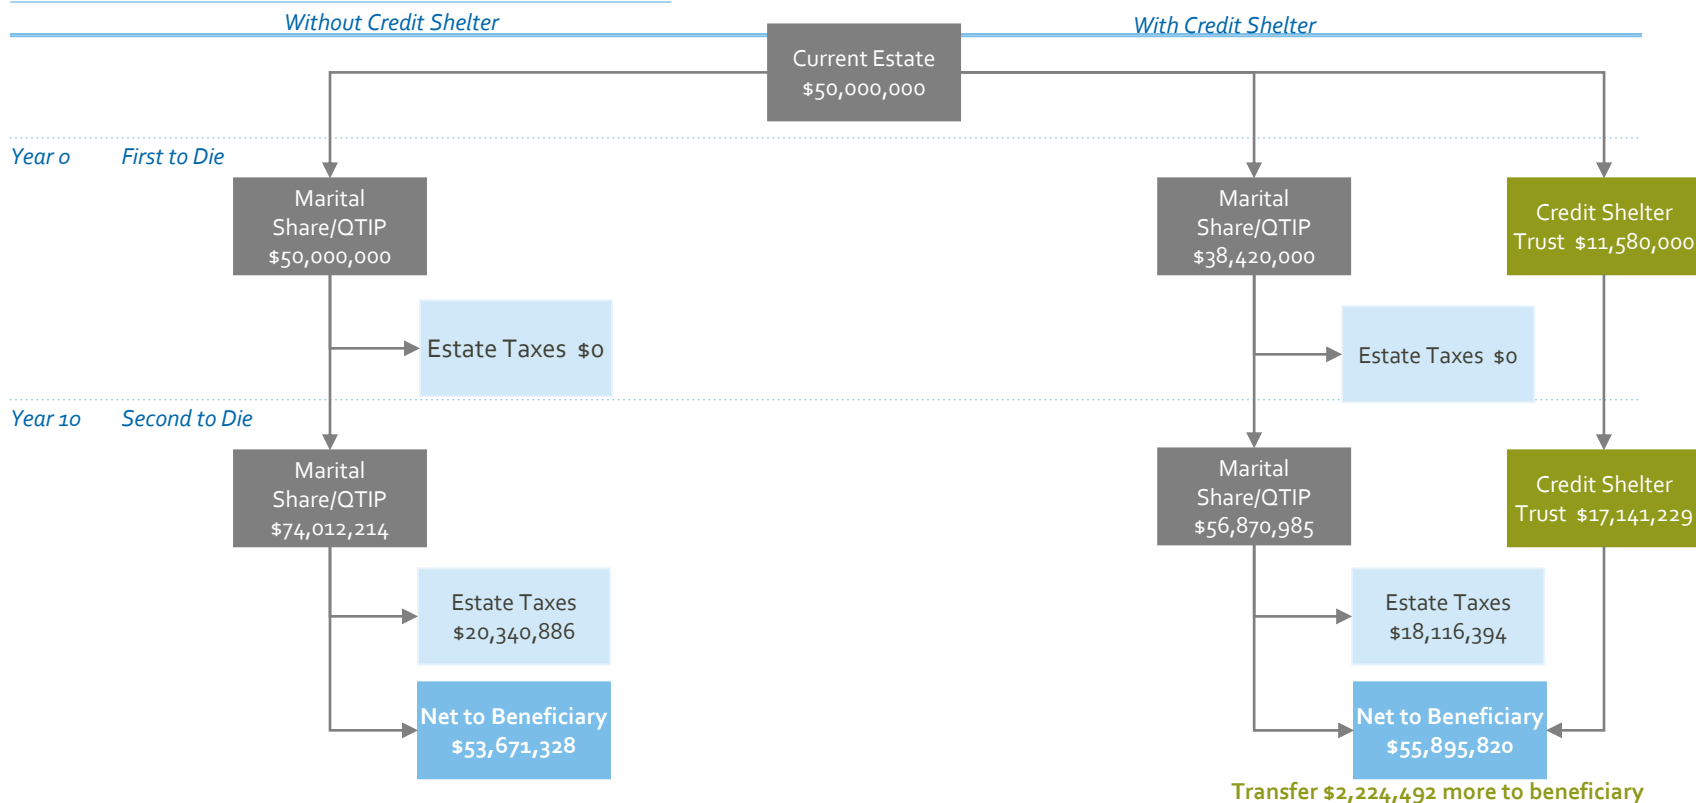 Without Credit Shelter
With Credit Shelter
Current Estate
$50,000,000
Year 0 First to Die
Marital
Share/QTIP
$50,000,000
Marital
Share/QTIP
$38,420,000
Credit Shelter
Trust $11,580,000
Estate Taxes $0
Estate Taxes $0
Year 10 Second to Die
Marital
Share/QTIP
$74,012,214
Marital
Share/QTIP
$56,870,985
Credit Shelter
Trust $17,141,229
Estate Taxes
$20,340,886
Estate Taxes
$18,116,394
Net to Beneficiary
$53,671,328
Net to Beneficiary
$55,895,820
Transfer $2,224,492 more to beneficiary